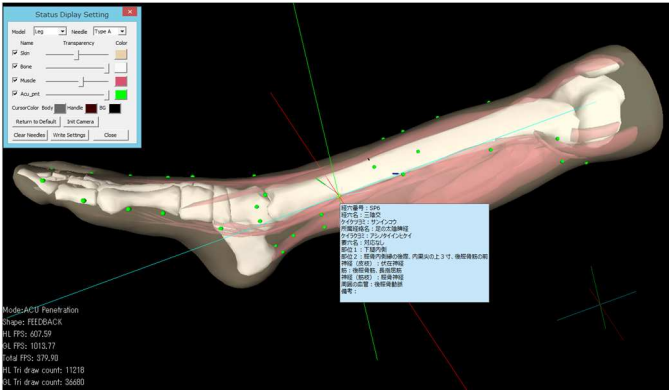 Status Diplay Setting
Model Leg Needle Type A
Name Transparency Color
Skin
Bone
Muscle
Acu_pnt
CursorColor Body Handle BG
Return to Default Init Camera
Clear Needles Write Settings Close
経穴番号：SP6
経穴名：三陰交
ケイケツヨミ：サンインコウ
所属経絡名：足の太陰脾経
ケイラクヨミ：アシノタイインヒケイ
要穴名：対応なし
部位１：下腿内側
部位２：脛骨内側縁の後際、内果尖の上３寸、後脛骨筋の前
神経（皮枝）：伏在神経
筋：後脛骨筋、長指屈筋
神経（筋枝）：脛骨神経
周囲の血管：後脛骨動脈
備考：
Mode:ACU Penetration
Shape: FEEDBACK
HL FPS: 607.59
GL FPS: 1013.77
Total FPS: 379.90
HL Tri draw count: 11218
GL Tri draw count: 36680